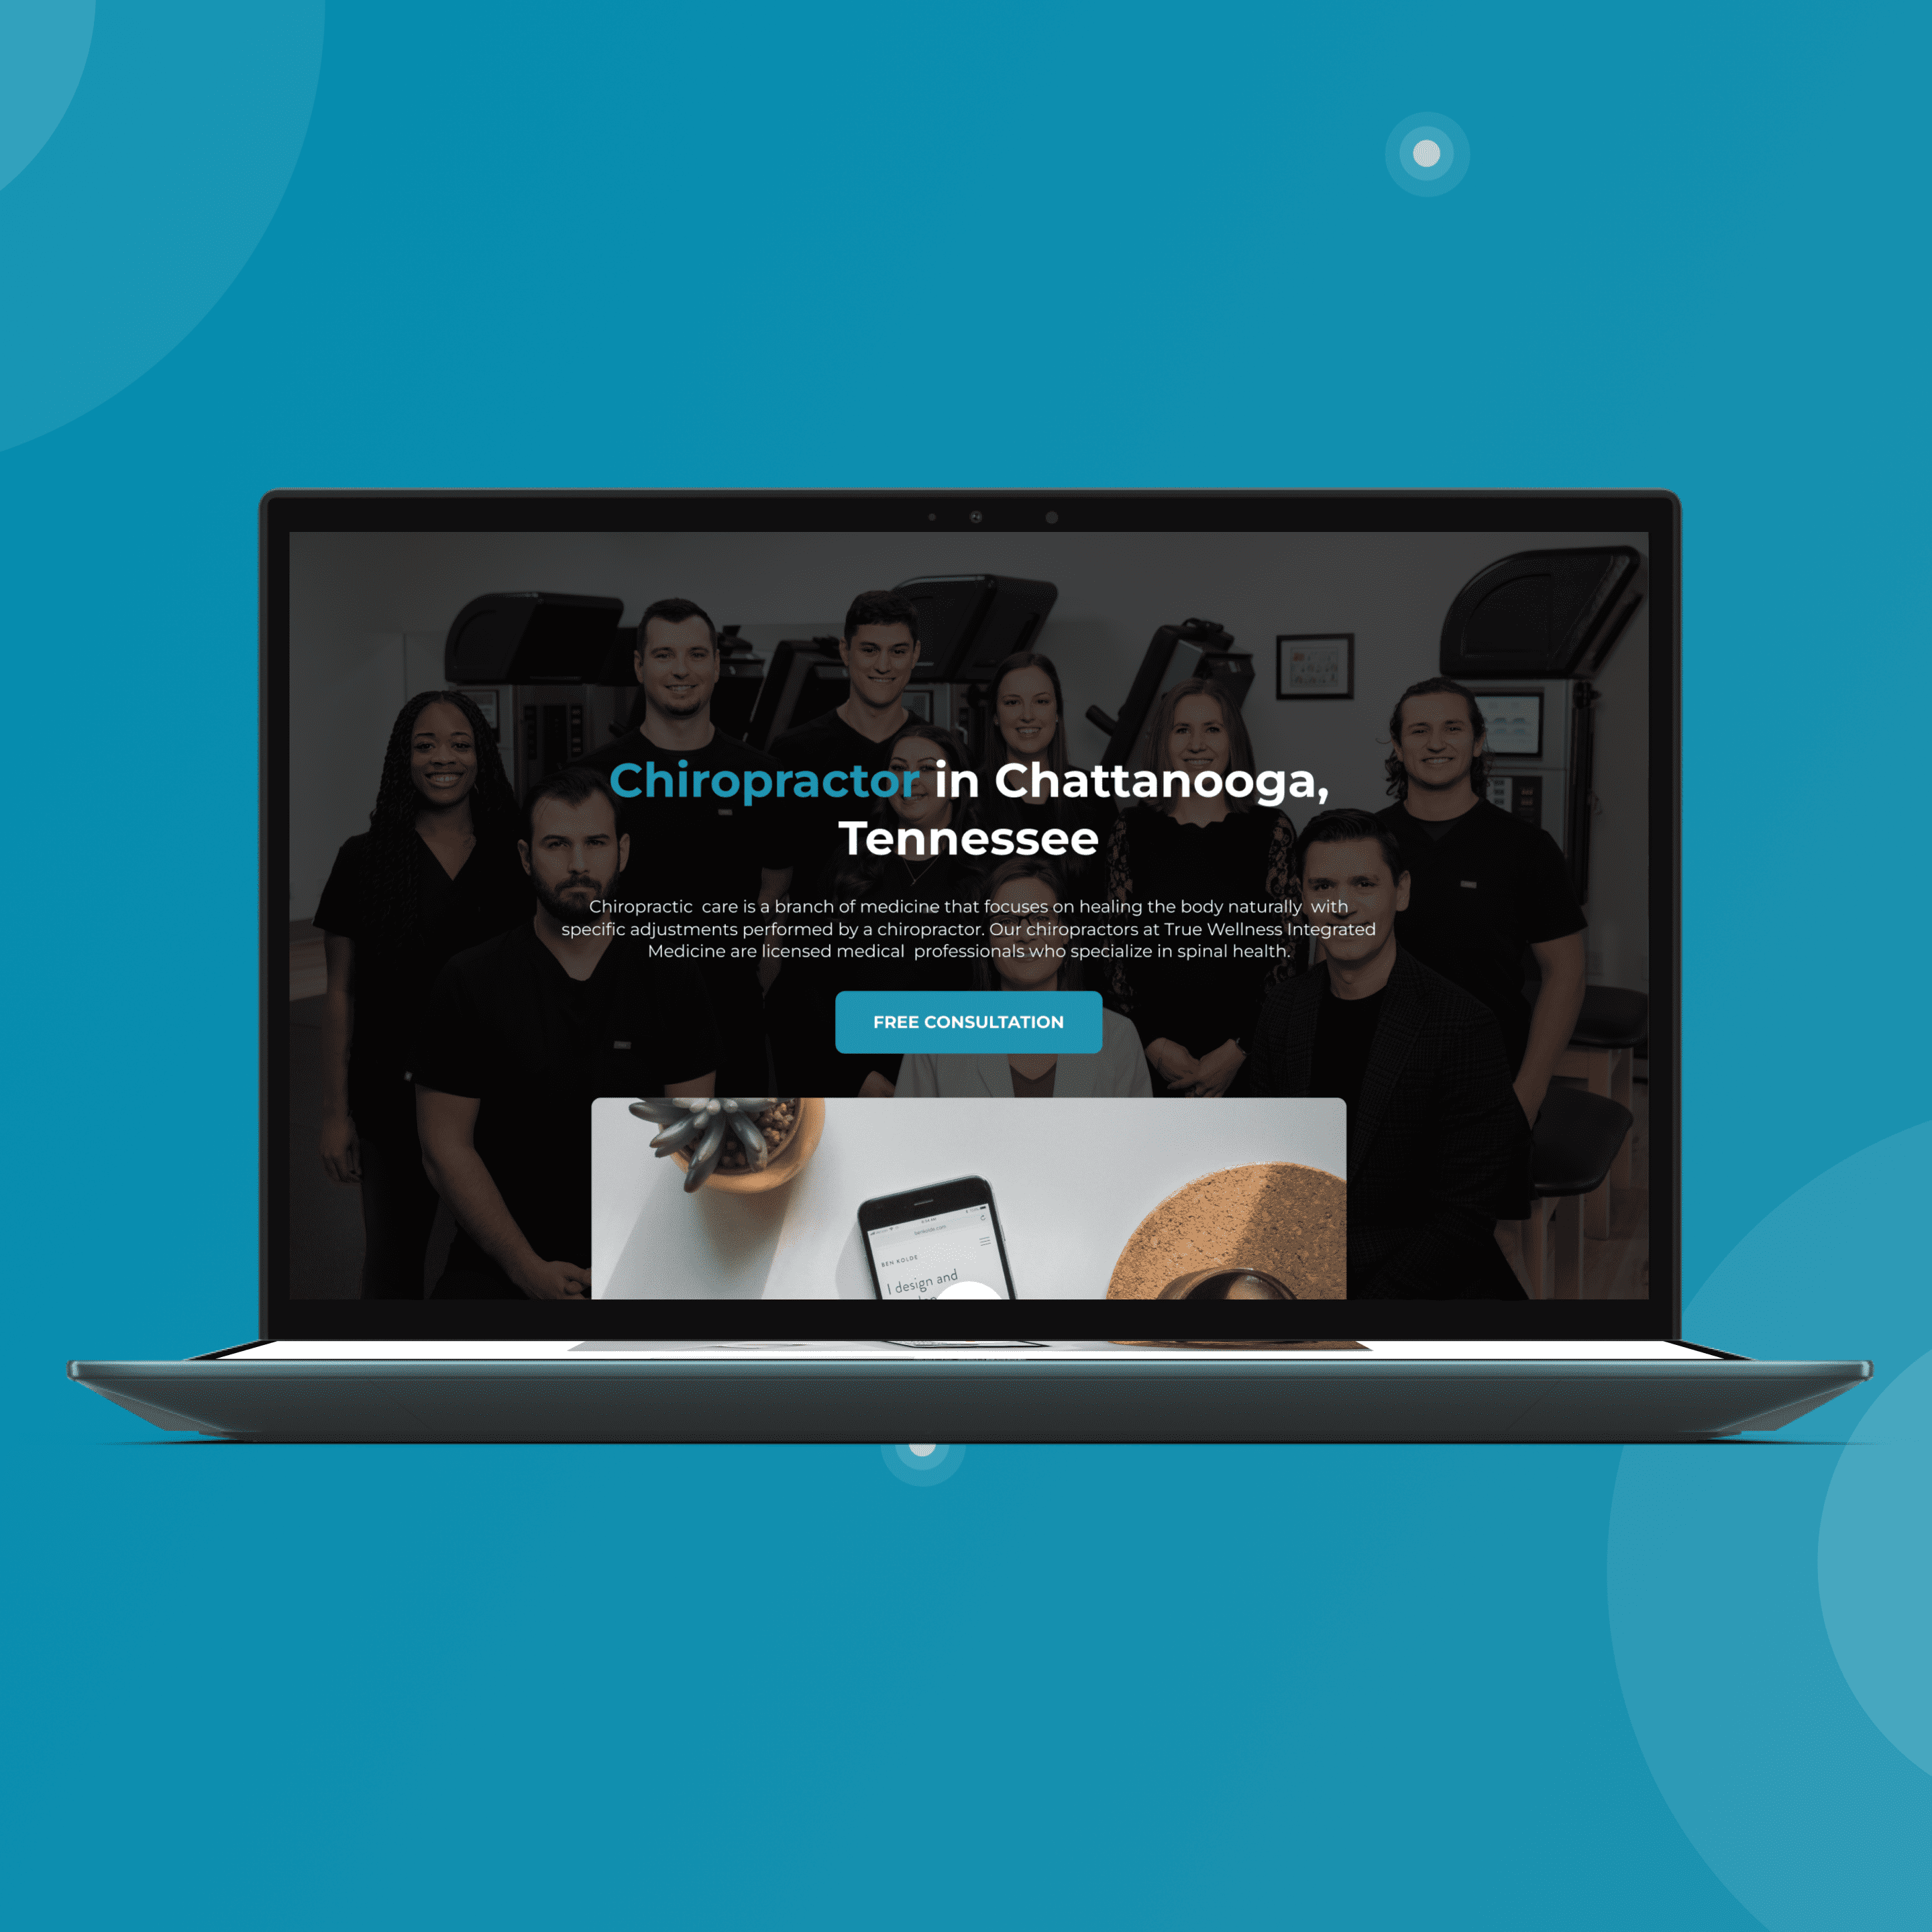 Chiropractor in Chattanooga,
Tennessee
Chiropractic  care is a branch of medicine that focuses on healing the body naturally  with
specific adjustments performed by a chiropractor. Our chiropractors at True Wellness Integrated
Medicine are licensed medical  professionals who specialize in spinal health.
FREE CONSULTATION
BEN KOLDE
I design and